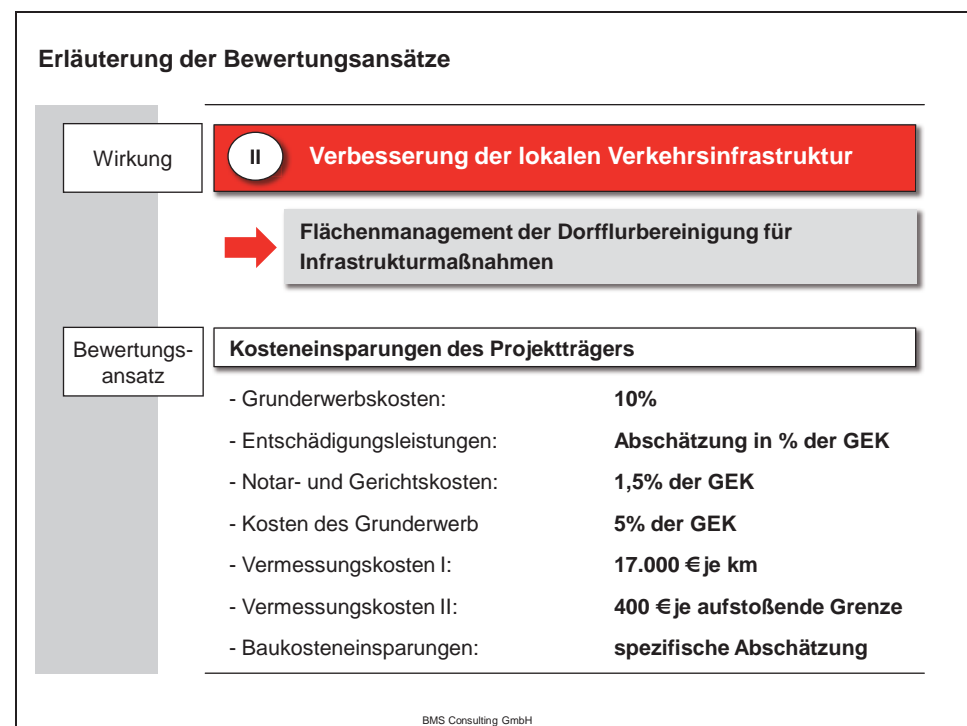 Erläuterung der Bewertungsansätze
Wirkung
II
Verbesserung der lokalen Verkehrsinfrastruktur
Flächenmanagement der Dorfflurbereinigung für
Infrastrukturmaßnahmen
Bewertungs-
ansatz
Kosteneinsparungen des Projektträgers
- Grunderwerbskosten: 10%
- Entschädigungsleistungen: Abschätzung in % der GEK
- Notar- und Gerichtskosten: 1,5% der GEK
- Kosten des Grunderwerb 5% der GEK
- Vermessungskosten I: 17.000 € je km
- Vermessungskosten II: 400 € je aufstoßende Grenze
- Baukosteneinsparungen: spezifische Abschätzung
BMS Consulting GmbH